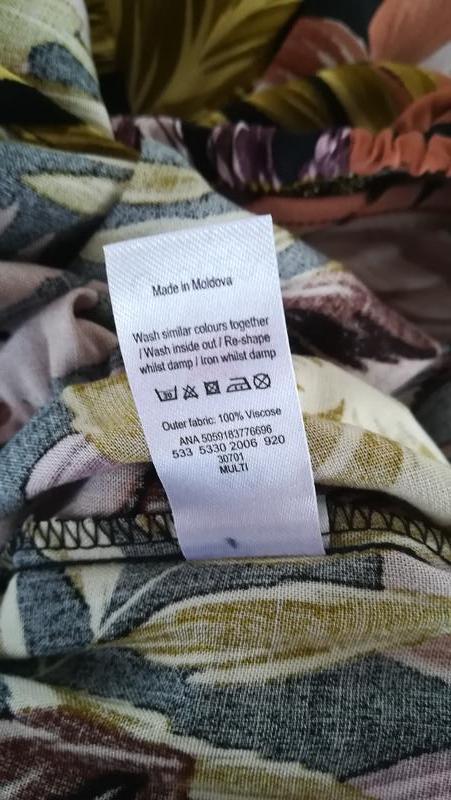 Made in Moldova
Wash similar colours together
/ Wash inside out / Re-shape
whilst damp / Iron whilst damp
Outer fabric: 100% Viscose
ANA 5059183776696
533 5330 2006 920
30701
MULTI